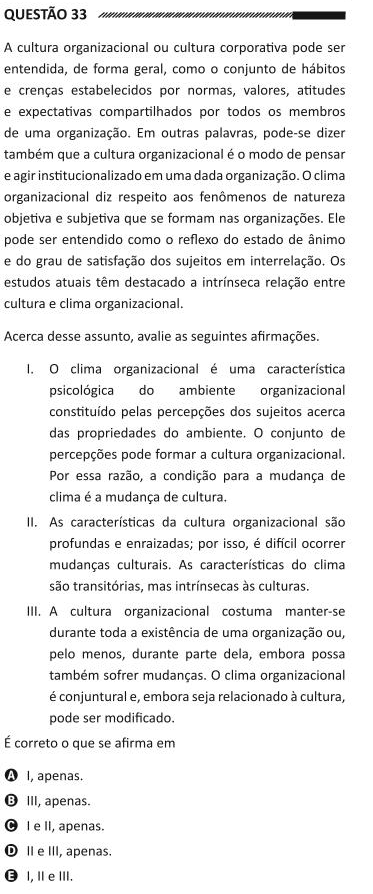 QUESTÃO 33
A cultura organizacional ou cultura corporativa pode ser
entendida, de forma geral, como o conjunto de hábitos
e crenças estabelecidos por normas, valores, atitudes
e expectativas compartilhados por todos os membros
de uma organização. Em outras palavras, pode-se dizer
também que a cultura organizacional é o modo de pensar
e agir institucionalizado em uma dada organização. O clima
organizacional diz respeito aos fenômenos de natureza
objetiva e subjetiva que se formam nas organizações. Ele
pode ser entendido como o reflexo do estado de ânimo
e do grau de satisfação dos sujeitos em interrelação. Os
estudos atuais têm destacado a intrínseca relação entre
cultura e clima organizacional.
Acerca desse assunto, avalie as seguintes afirmações.
I. O clima organizacional é uma característica
psicológica do ambiente organizacional
constituído pelas percepções dos sujeitos acerca
das propriedades do ambiente. O conjunto de
percepções pode formar a cultura organizacional.
Por essa razão, a condição para a mudança de
clima é a mudança de cultura.
II. As características da cultura organizacional são
profundas e enraizadas; por isso, é difícil ocorrer
mudanças culturais. As características do clima
são transitórias, mas intrínsecas às culturas.
III. A cultura organizacional costuma manter-se
durante toda a existência de uma organização ou,
pelo menos, durante parte dela, embora possa
também sofrer mudanças. O clima organizacional
é conjuntural e, embora seja relacionado à cultura,
pode ser modificado.
É correto o que se afirma em
A I, apenas.
B III, apenas.
C I e II, apenas.
D II e III, apenas.
E I, II e III.